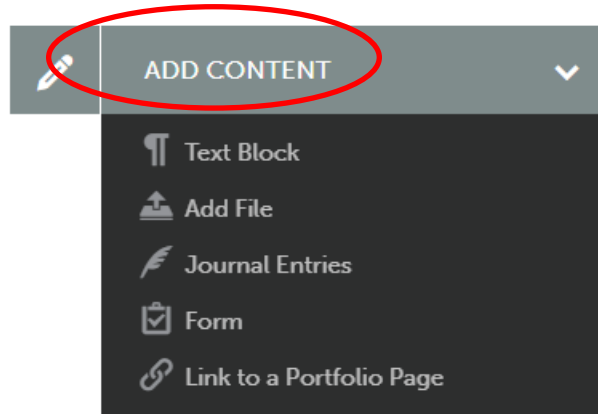 ADD CONTENT
Text Block
Add File
Journal Entries
Form
Link to a Portfolio Page